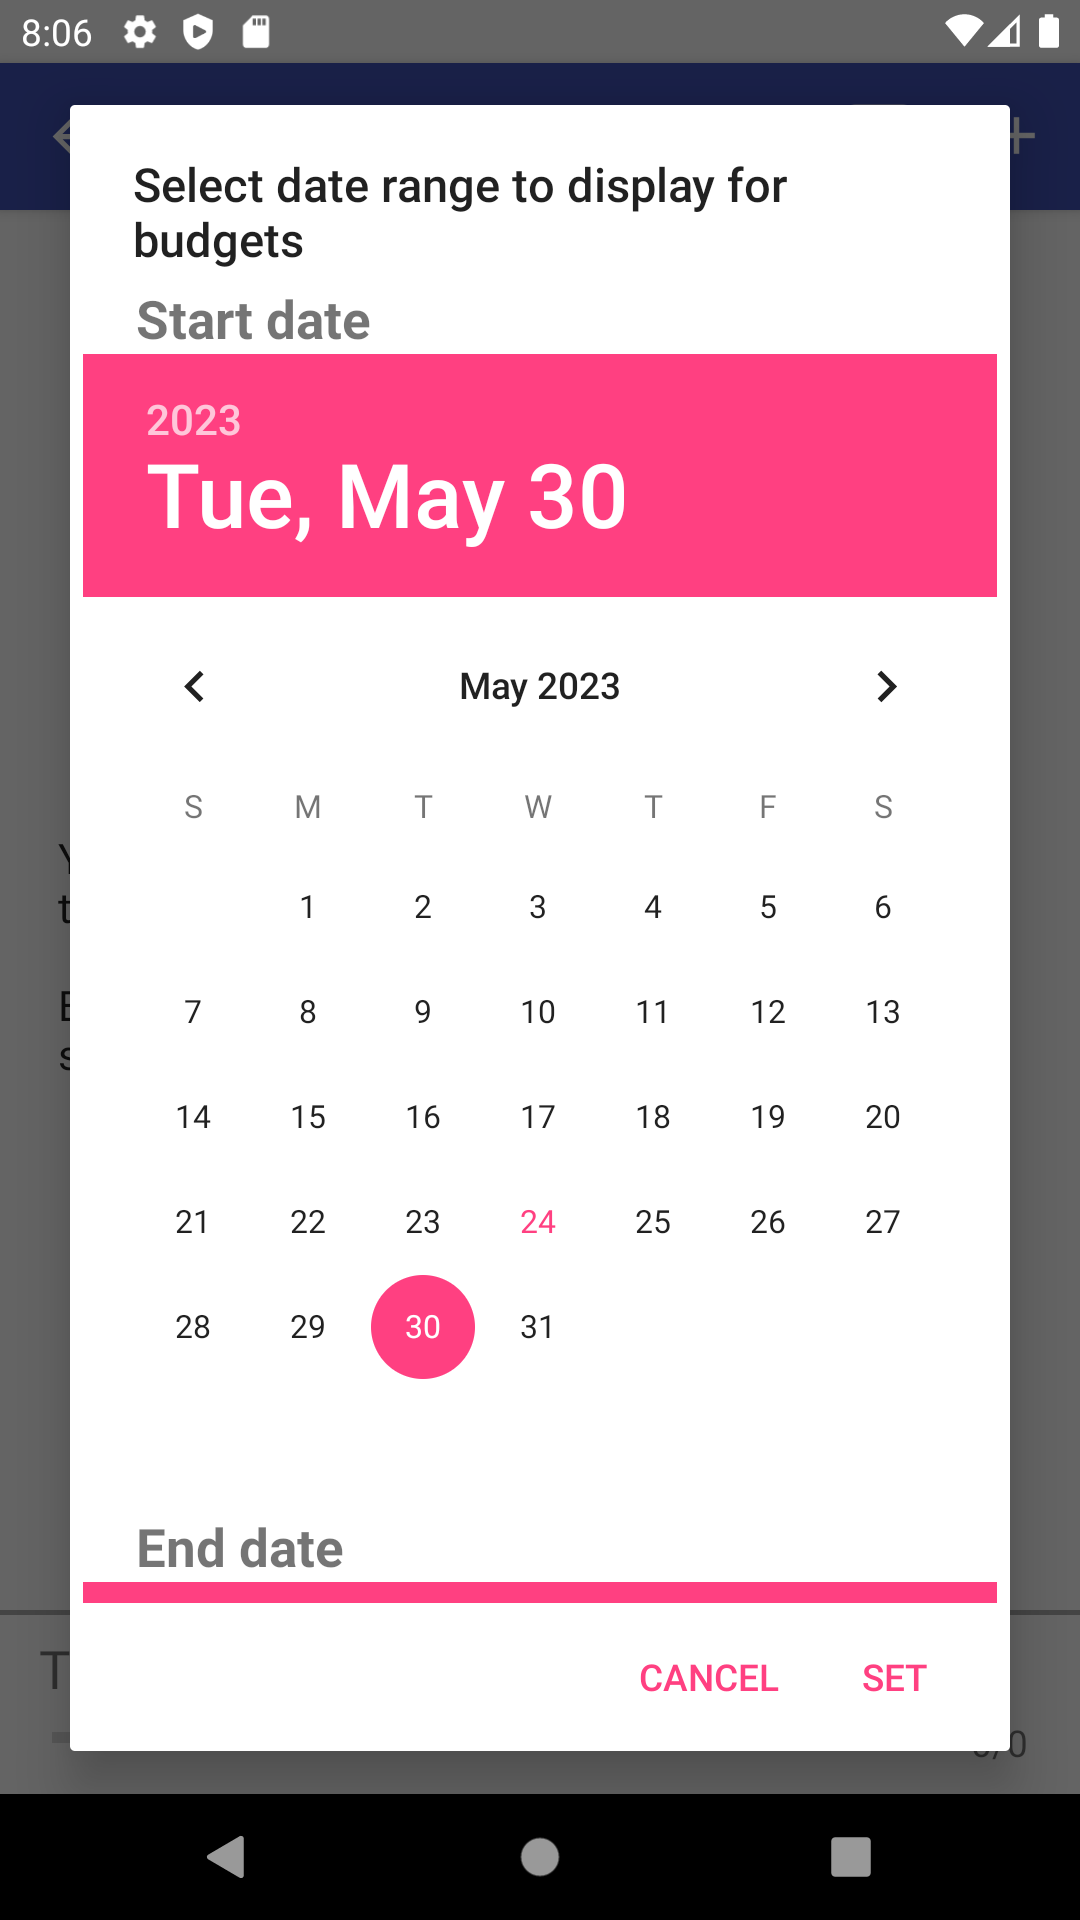 8:06
Select date range to display for
budgets
Start date
2023
Tue, May 30
May 2023
S M T W T F S
1 2 3 4 5 6
7 8 9 10 11 12 13
14 15 16 17 18 19 20
21 22 23 24 25 26 27
28 29 30 31
End date
CANCEL SET